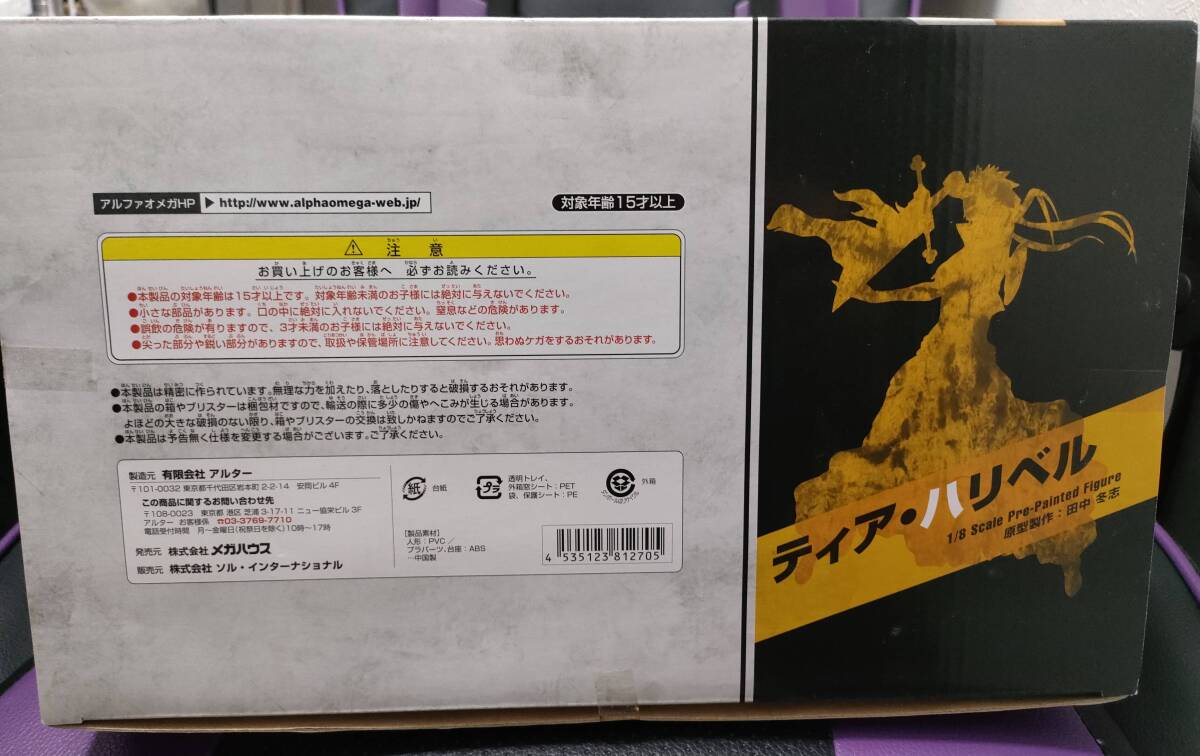 アルファオメガHP ▶ http://www.alphaomega-web.jp/
対象年齢15才以上
⚠ 注意
お買い上げのお客様へ 必ずお読みください。
●本製品の対象年齢は15才以上です。対象年齢未満のお子様には絶対に与えないでください。
●小さな部品があります。口の中に絶対に入れないでください。窒息などの危険があります。
●誤飲の危険が有りますので、3才未満のお子様には絶対に与えないでください。
●尖った部分や鋭い部分がありますので、取扱や保管場所に注意してください。思わぬケガをするおそれがあります。
●本製品は精密に作られています。無理な力を加えたり、落としたりすると破損するおそれがあります。
●本製品の箱やブリスターは梱包材ですので、輸送の際に多少の傷やへこみが生じる場合があります。
よほどの大きな破損のない限り、箱やブリスターの交換は致しかねますのでご了承ください。
●本製品は予告無く仕様を変更する場合がございます。ご了承ください。
製造元 有限会社 アルター
〒101-0032 東京都千代田区岩本町2-2-14 安岡ビル 4F
この商品に関するお問い合わせ先
〒108-0023 東京都 港区 芝浦 3-17-11 ニュー協栄ビル 3F
アルター お客様係 ☎03-3769-7710
電話受付時間 月〜金曜日(祝祭日を除く)10時〜17時
発売元 株式会社 メガハウス
販売元 株式会社 ソル・インターナショナル
紙 台紙
プラ
透明トレイ、
外箱窓シート：PET
袋、保護シート：PE
外箱
[製品素材]
人形：PVC／
プラパーツ、台座：ABS
…中国製
4 535123 812705
ティア・ハリベル
1/8 Scale Pre-Painted Figure
原型製作：田中 冬志